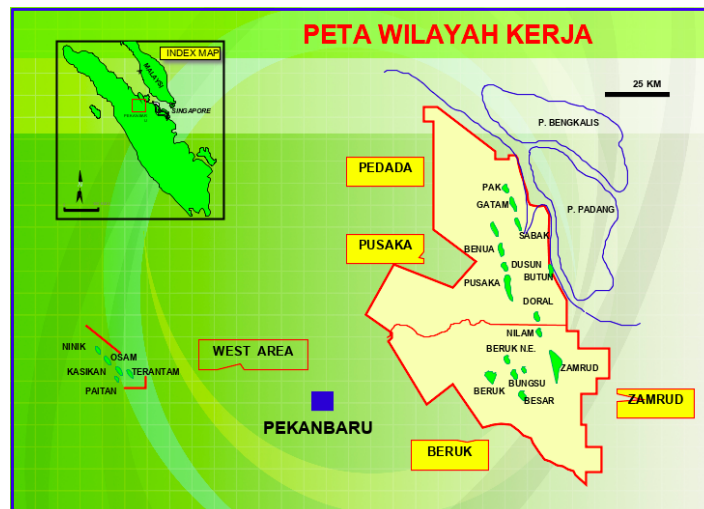 PETA WILAYAH KERJA
INDEX MAP
MALAYSI
SINGAPORE
25 KM
P. BENGKALIS
P. PADANG
PEDADA
PAK
GATAM
SABAK
PUSAKA
BENUA
DUSUN
BUTUN
PUSAKA
DORAL
NILAM
NINIK
OSAM
KASIKAN
TERANTAM
PAITAN
WEST AREA
BERUK N.E.
ZAMRUD
BERUK
BUNGSU
BESAR
ZAMRUD
PEKANBARU
BERUK